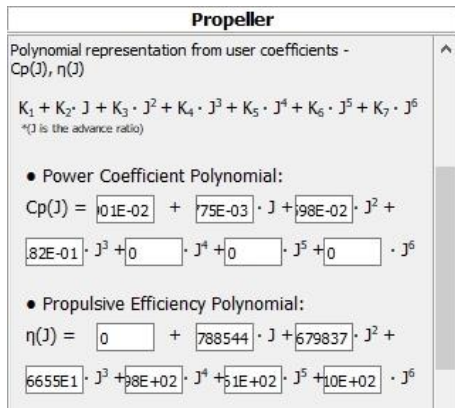 Propeller
Polynomial representation from user coefficients -
Cp(J), η(J)
K₁ + K₂· J + K₃ · J² + K₄ · J³ + K₅ · J⁴ + K₆ · J⁵ + K₇ · J⁶
*(J is the advance ratio)
● Power Coefficient Polynomial:
Cp(J) = 01E-02 + 75E-03 · J + 98E-02 · J² +
.82E-01 · J³ + 0 · J⁴ + 0 · J⁵ + 0 · J⁶
● Propulsive Efficiency Polynomial:
η(J) = 0 + 788544 · J + 679837 · J² +
6655E1 · J³ + 98E+02 · J⁴ + 51E+02 · J⁵ + 10E+02 · J⁶